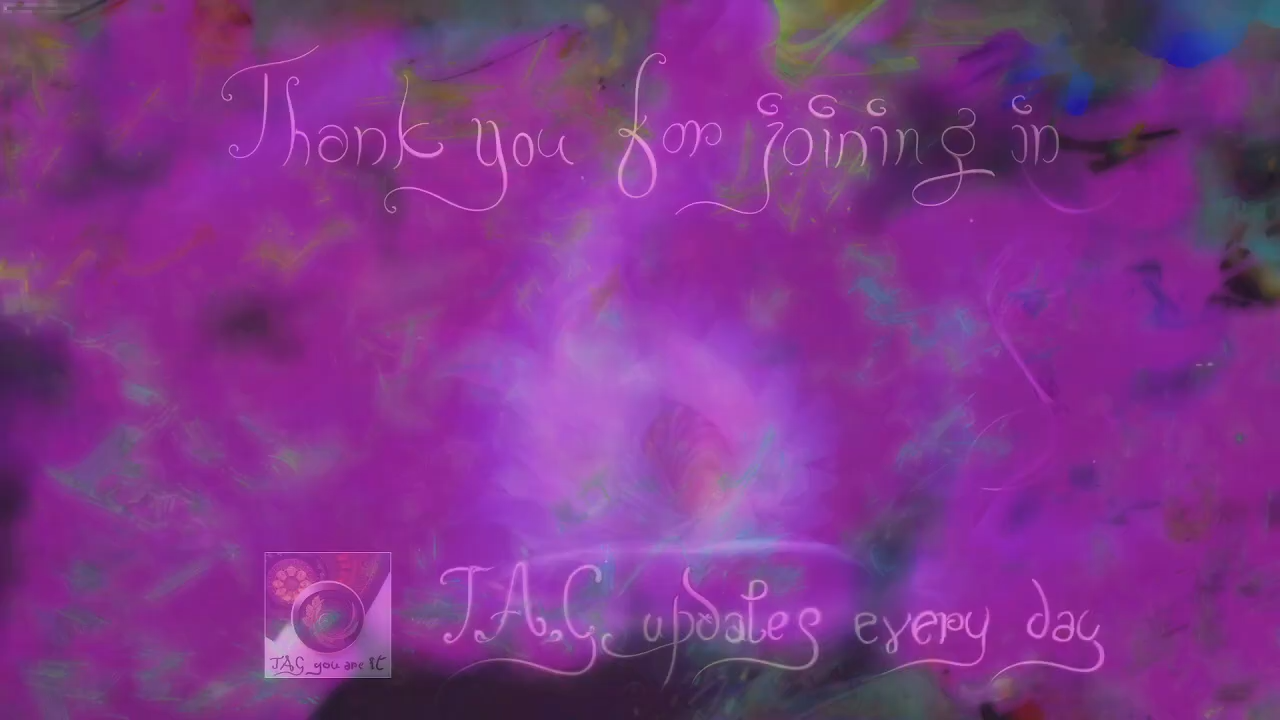 Thank you for joining in
T.A.G. updates every day
TAG you are it